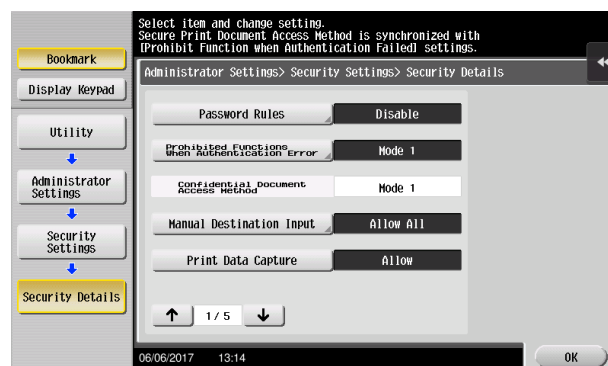 Select item and change setting.
Secure Print Document Access Method is synchronized with
[Prohibit Function when Authentication Failed] settings.
Bookmark
Display Keypad
Utility
Administrator
Settings
Security
Settings
Security Details
Administrator Settings> Security Settings> Security Details
Password Rules
Disable
Prohibited Functions
When Authentication Error
Mode 1
Confidential Document
Access Method
Mode 1
Manual Destination Input
Allow All
Print Data Capture
Allow
1/ 5
06/06/2017 13:14
OK